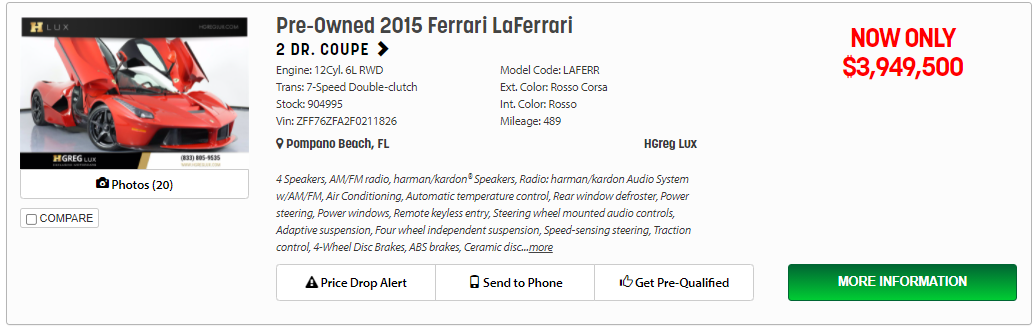 H LUX
HGREGLUX.COM
HGREG LUX
(833) 805-9535
Photos (20)
COMPARE
Pre-Owned 2015 Ferrari LaFerrari
2 DR. COUPE
Engine: 12Cyl. 6L RWD
Trans: 7-Speed Double-clutch
Stock: 904995
Vin: ZFF76ZFA2F0211826
Model Code: LAFERR
Ext. Color: Rosso Corsa
Int. Color: Rosso
Mileage: 489
Pompano Beach, FL
HGreg Lux
4 Speakers, AM/FM radio, harman/kardon® Speakers, Radio: harman/kardon Audio System
w/AM/FM, Air Conditioning, Automatic temperature control, Rear window defroster, Power
steering, Power windows, Remote keyless entry, Steering wheel mounted audio controls,
Adaptive suspension, Four wheel independent suspension, Speed-sensing steering, Traction
control, 4-Wheel Disc Brakes, ABS brakes, Ceramic disc...more
Price Drop Alert
Send to Phone
Get Pre-Qualified
NOW ONLY
$3,949,500
MORE INFORMATION